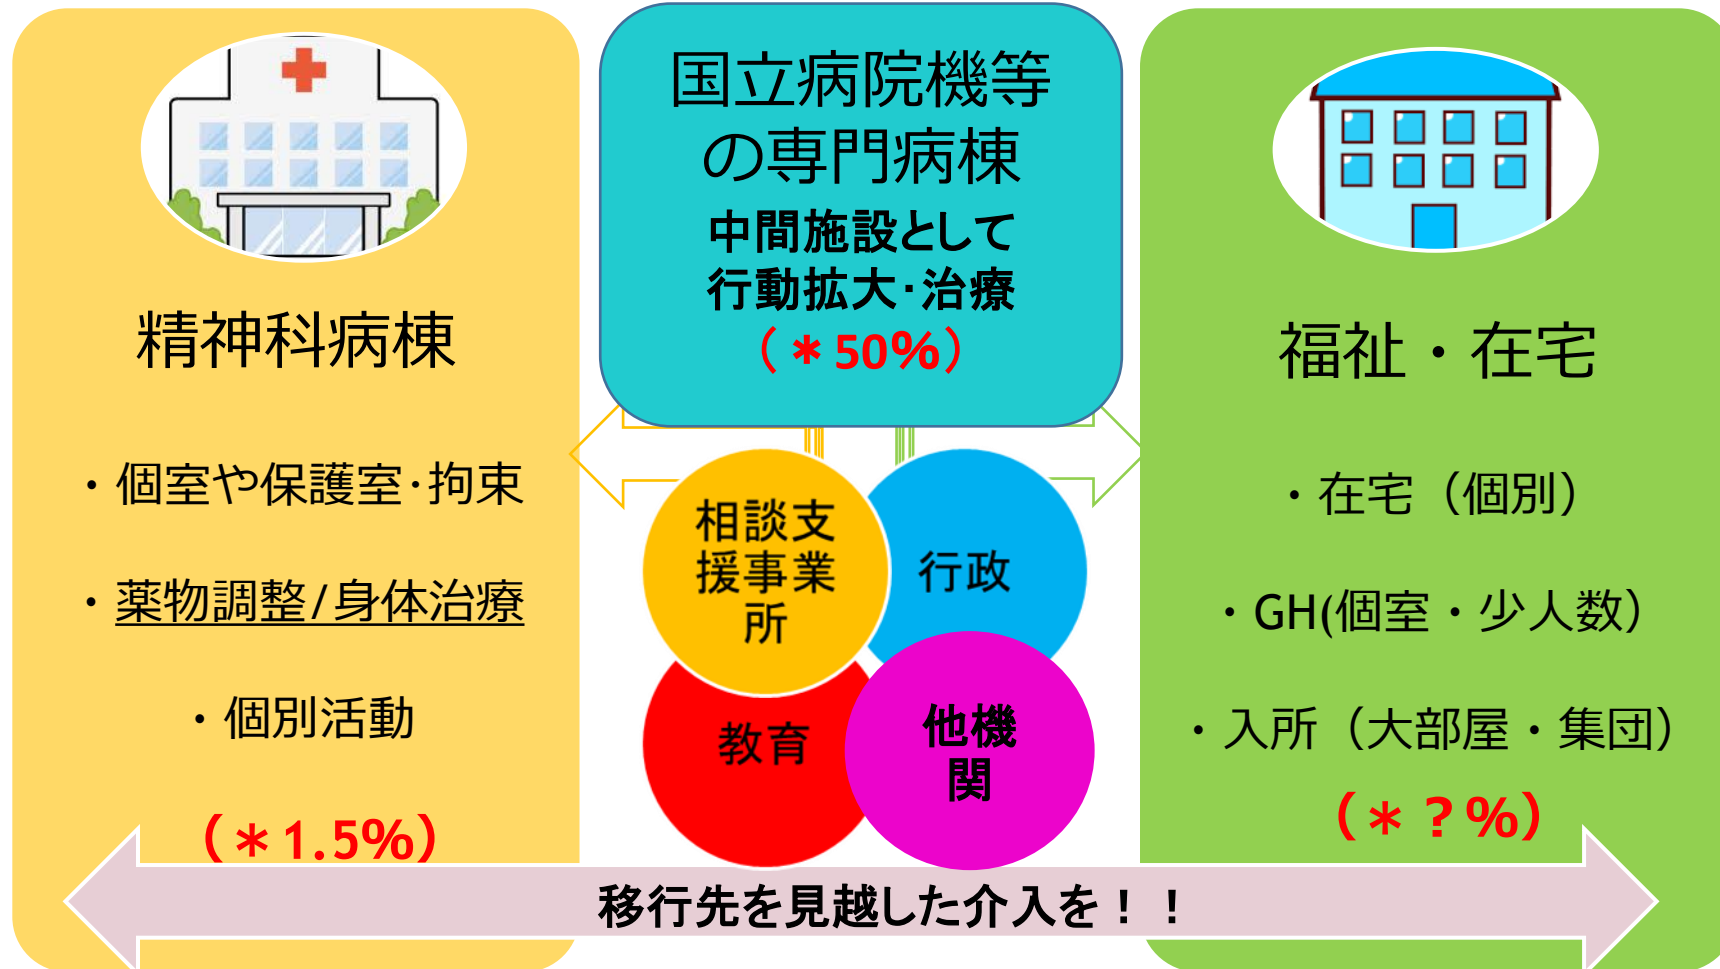 精神科病棟
・個室や保護室･拘束
・薬物調整/身体治療
・個別活動
（＊1.5%）
国立病院機等
の専門病棟
中間施設として
行動拡大･治療
（＊50%）
相談支
援事業
所
行政
教育
他機
関
福祉・在宅
・在宅（個別）
・GH(個室・少人数）
・入所（大部屋・集団）
（＊？%）
移行先を見越した介入を！！